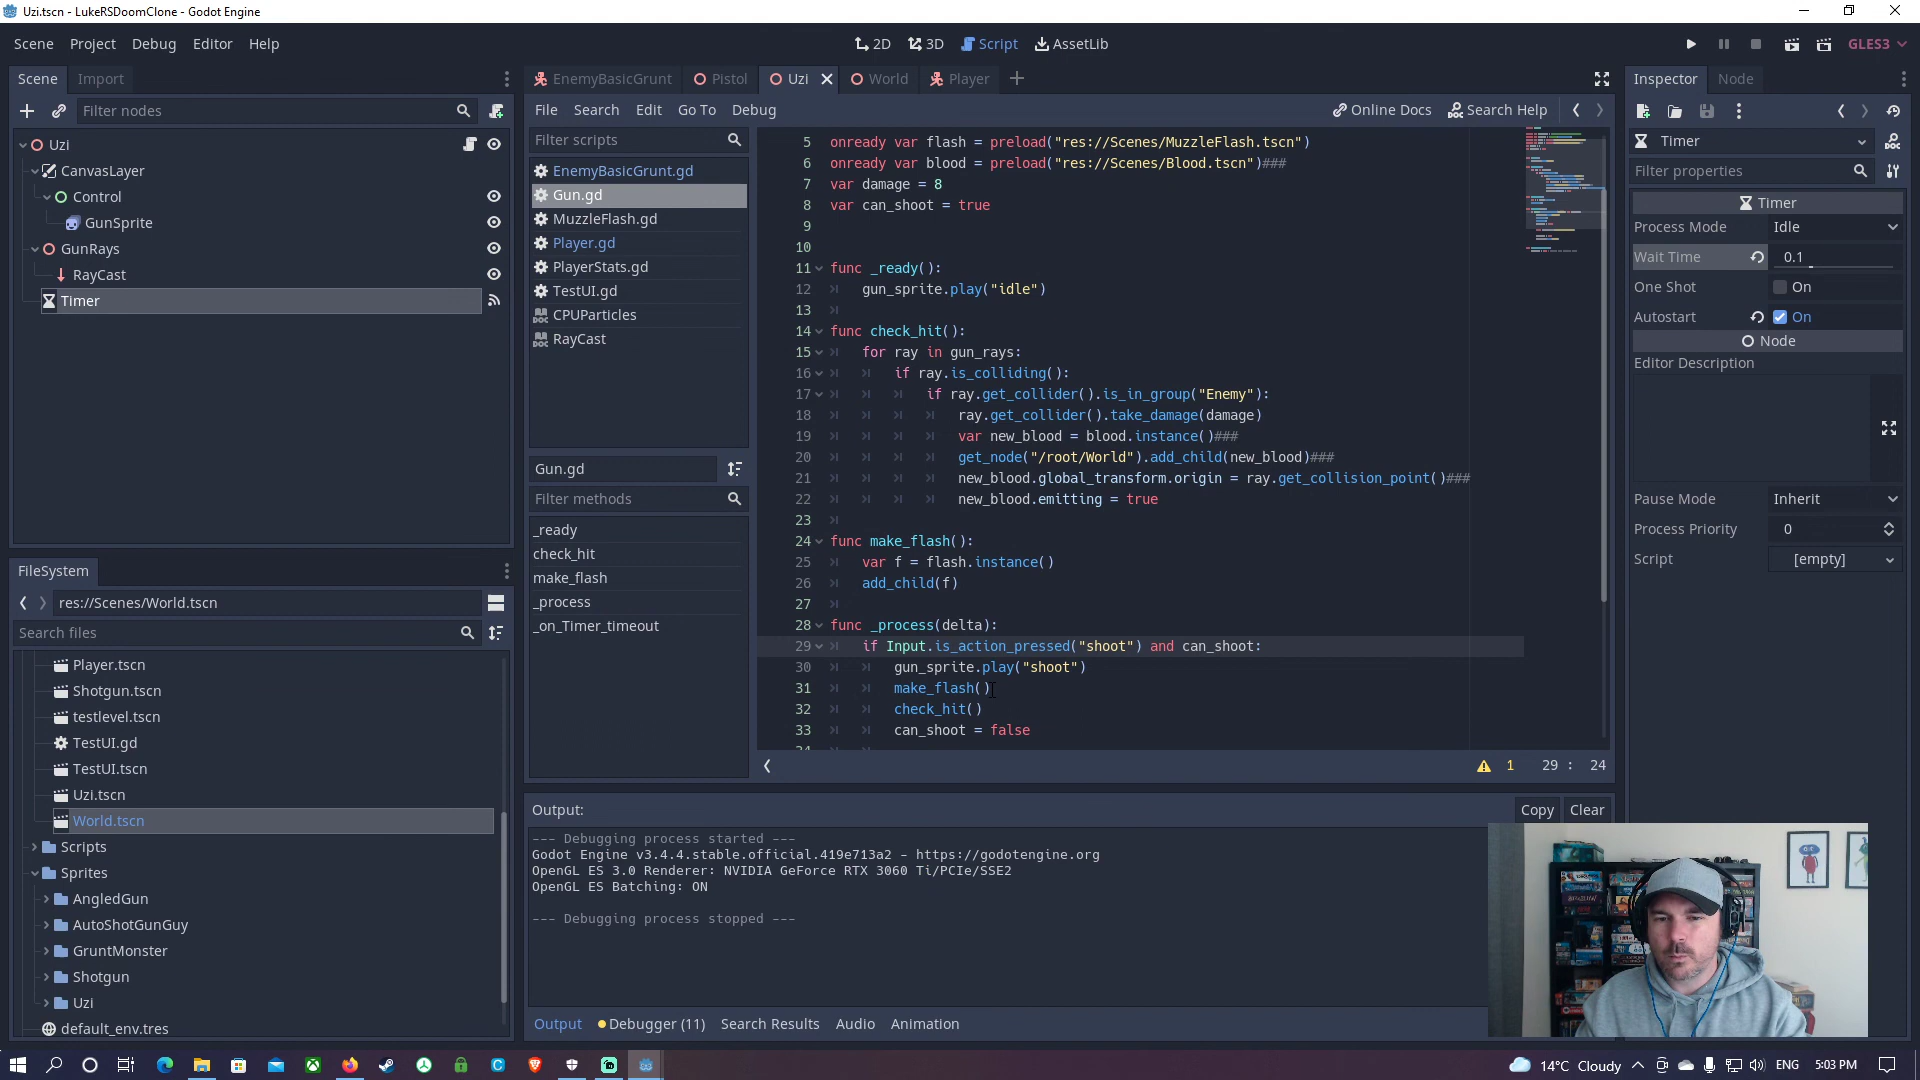 Uzi.tscn - LukeRSDoomClone - Godot Engine
Scene Project Debug Editor Help
2D 3D Script AssetLib
GLES3
Scene Import
Filter nodes
Uzi
CanvasLayer
Control
GunSprite
GunRays
RayCast
Timer
FileSystem
res://Scenes/World.tscn
Search files
Player.tscn
Shotgun.tscn
testlevel.tscn
TestUI.gd
TestUI.tscn
Uzi.tscn
World.tscn
Scripts
Sprites
AngledGun
AutoShotGunGuy
GruntMonster
Shotgun
Uzi
default_env.tres
EnemyBasicGrunt Pistol Uzi World Player
File Search Edit Go To Debug
Online Docs Search Help
Filter scripts
EnemyBasicGrunt.gd
Gun.gd
MuzzleFlash.gd
Player.gd
PlayerStats.gd
TestUI.gd
CPUParticles
RayCast
Gun.gd
Filter methods
_ready
check_hit
make_flash
_process
_on_Timer_timeout
5 onready var flash = preload("res://Scenes/MuzzleFlash.tscn")
6 onready var blood = preload("res://Scenes/Blood.tscn")###
7 var damage = 8
8 var can_shoot = true
9
10
11 func _ready():
12 gun_sprite.play("idle")
13
14 func check_hit():
15 for ray in gun_rays:
16 if ray.is_colliding():
17 if ray.get_collider().is_in_group("Enemy"):
18 ray.get_collider().take_damage(damage)
19 var new_blood = blood.instance()###
20 get_node("/root/World").add_child(new_blood)###
21 new_blood.global_transform.origin = ray.get_collision_point()###
22 new_blood.emitting = true
23
24 func make_flash():
25 var f = flash.instance()
26 add_child(f)
27
28 func _process(delta):
29 if Input.is_action_pressed("shoot") and can_shoot:
30 gun_sprite.play("shoot")
31 make_flash()
32 check_hit()
33 can_shoot = false
34
1 29 : 24
Output:
Copy Clear
--- Debugging process started ---
Godot Engine v3.4.4.stable.official.419e713a2 - https://godotengine.org
OpenGL ES 3.0 Renderer: NVIDIA GeForce RTX 3060 Ti/PCIe/SSE2
OpenGL ES Batching: ON
--- Debugging process stopped ---
Output Debugger (11) Search Results Audio Animation
Inspector Node
Timer
Filter properties
Timer
Process Mode Idle
Wait Time 0.1
One Shot On
Autostart On
Node
Editor Description
Pause Mode Inherit
Process Priority 0
Script [empty]
14°C Cloudy ENG 5:03 PM